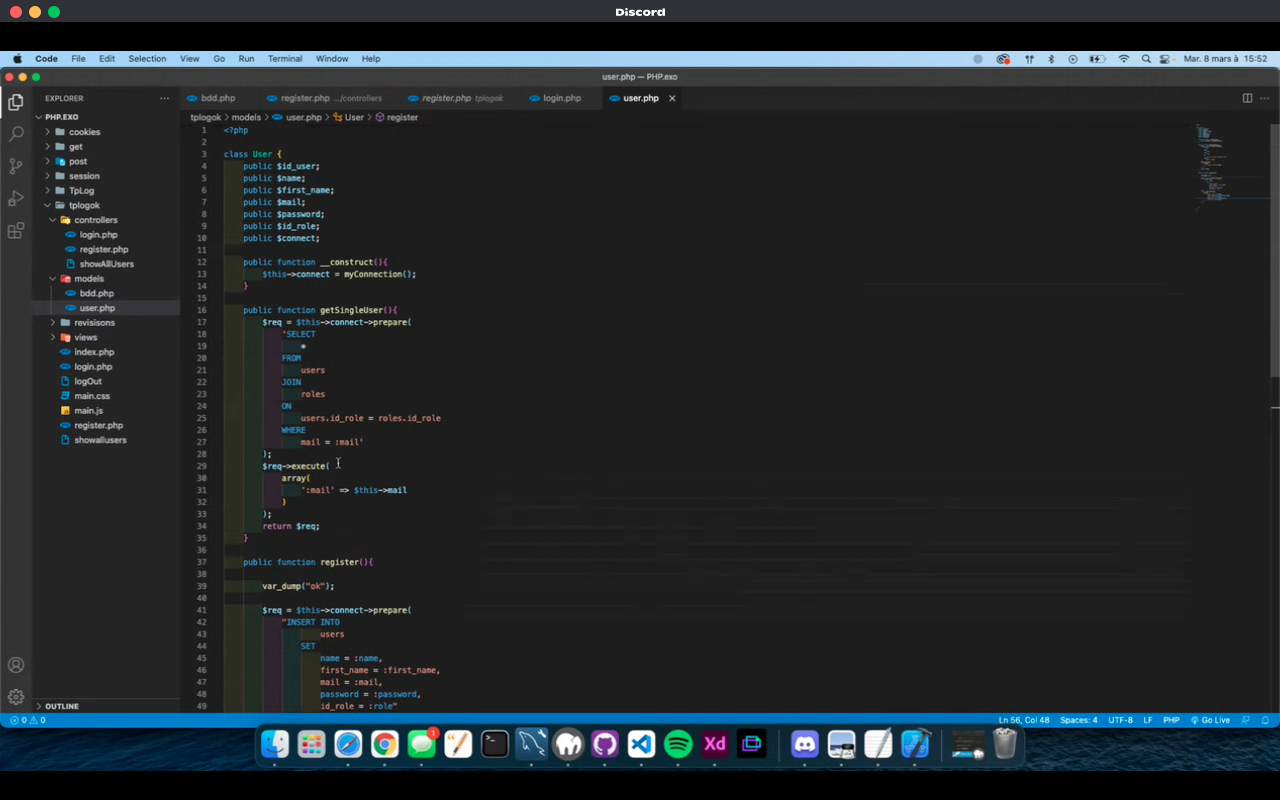 Discord
Code File Edit Selection View Go Run Terminal Window Help Mar. 8 mars à 15:52
user.php — PHP.exo
EXPLORER
bdd.php register.php .../controllers register.php tplogok login.php user.php
PHP.EXO
tplogok > models > user.php > User > register
cookies
get
post
session
TpLog
tplogok
controllers
login.php
register.php
showAllUsers
models
bdd.php
user.php
revisisons
views
index.php
login.php
logOut
main.css
main.js
register.php
showallusers
OUTLINE
1 <?php
2
3 class User {
4 public $id_user;
5 public $name;
6 public $first_name;
7 public $mail;
8 public $password;
9 public $id_role;
10 public $connect;
11
12 public function __construct(){
13 $this->connect = myConnection();
14 }
15
16 public function getSingleUser(){
17 $req = $this->connect->prepare(
18 'SELECT
19 *
20 FROM
21 users
22 JOIN
23 roles
24 ON
25 users.id_role = roles.id_role
26 WHERE
27 mail = :mail'
28 );
29 $req->execute(
30 array(
31 ':mail' => $this->mail
32 )
33 );
34 return $req;
35 }
36
37 public function register(){
38
39 var_dump("ok");
40
41 $req = $this->connect->prepare(
42 "INSERT INTO
43 users
44 SET
45 name = :name,
46 first_name = :first_name,
47 mail = :mail,
48 password = :password,
49 id_role = :role"
0 0 Ln 56, Col 48 Spaces: 4 UTF-8 LF PHP Go Live
1
Xd